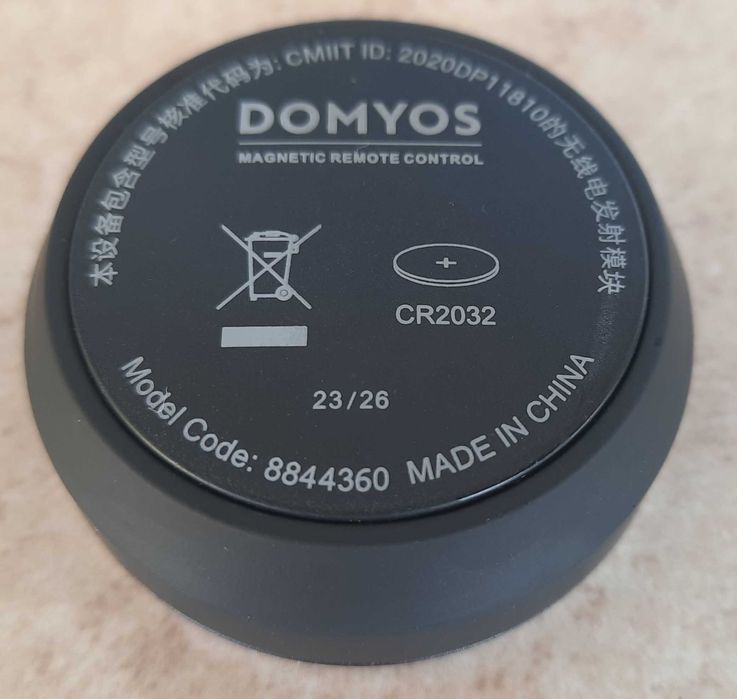 本设备包含型号核准代码为: CMIIT ID: 2020DP11810的无线电发射模块
DOMYOS
MAGNETIC REMOTE CONTROL
+
CR2032
23/26
Model Code: 8844360 MADE IN CHINA